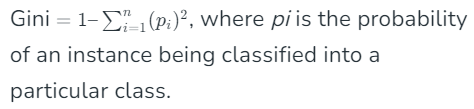 Gini = 1−∑ⁿᵢ₌₁(pᵢ)², where pi is the probability
of an instance being classified into a
particular class.